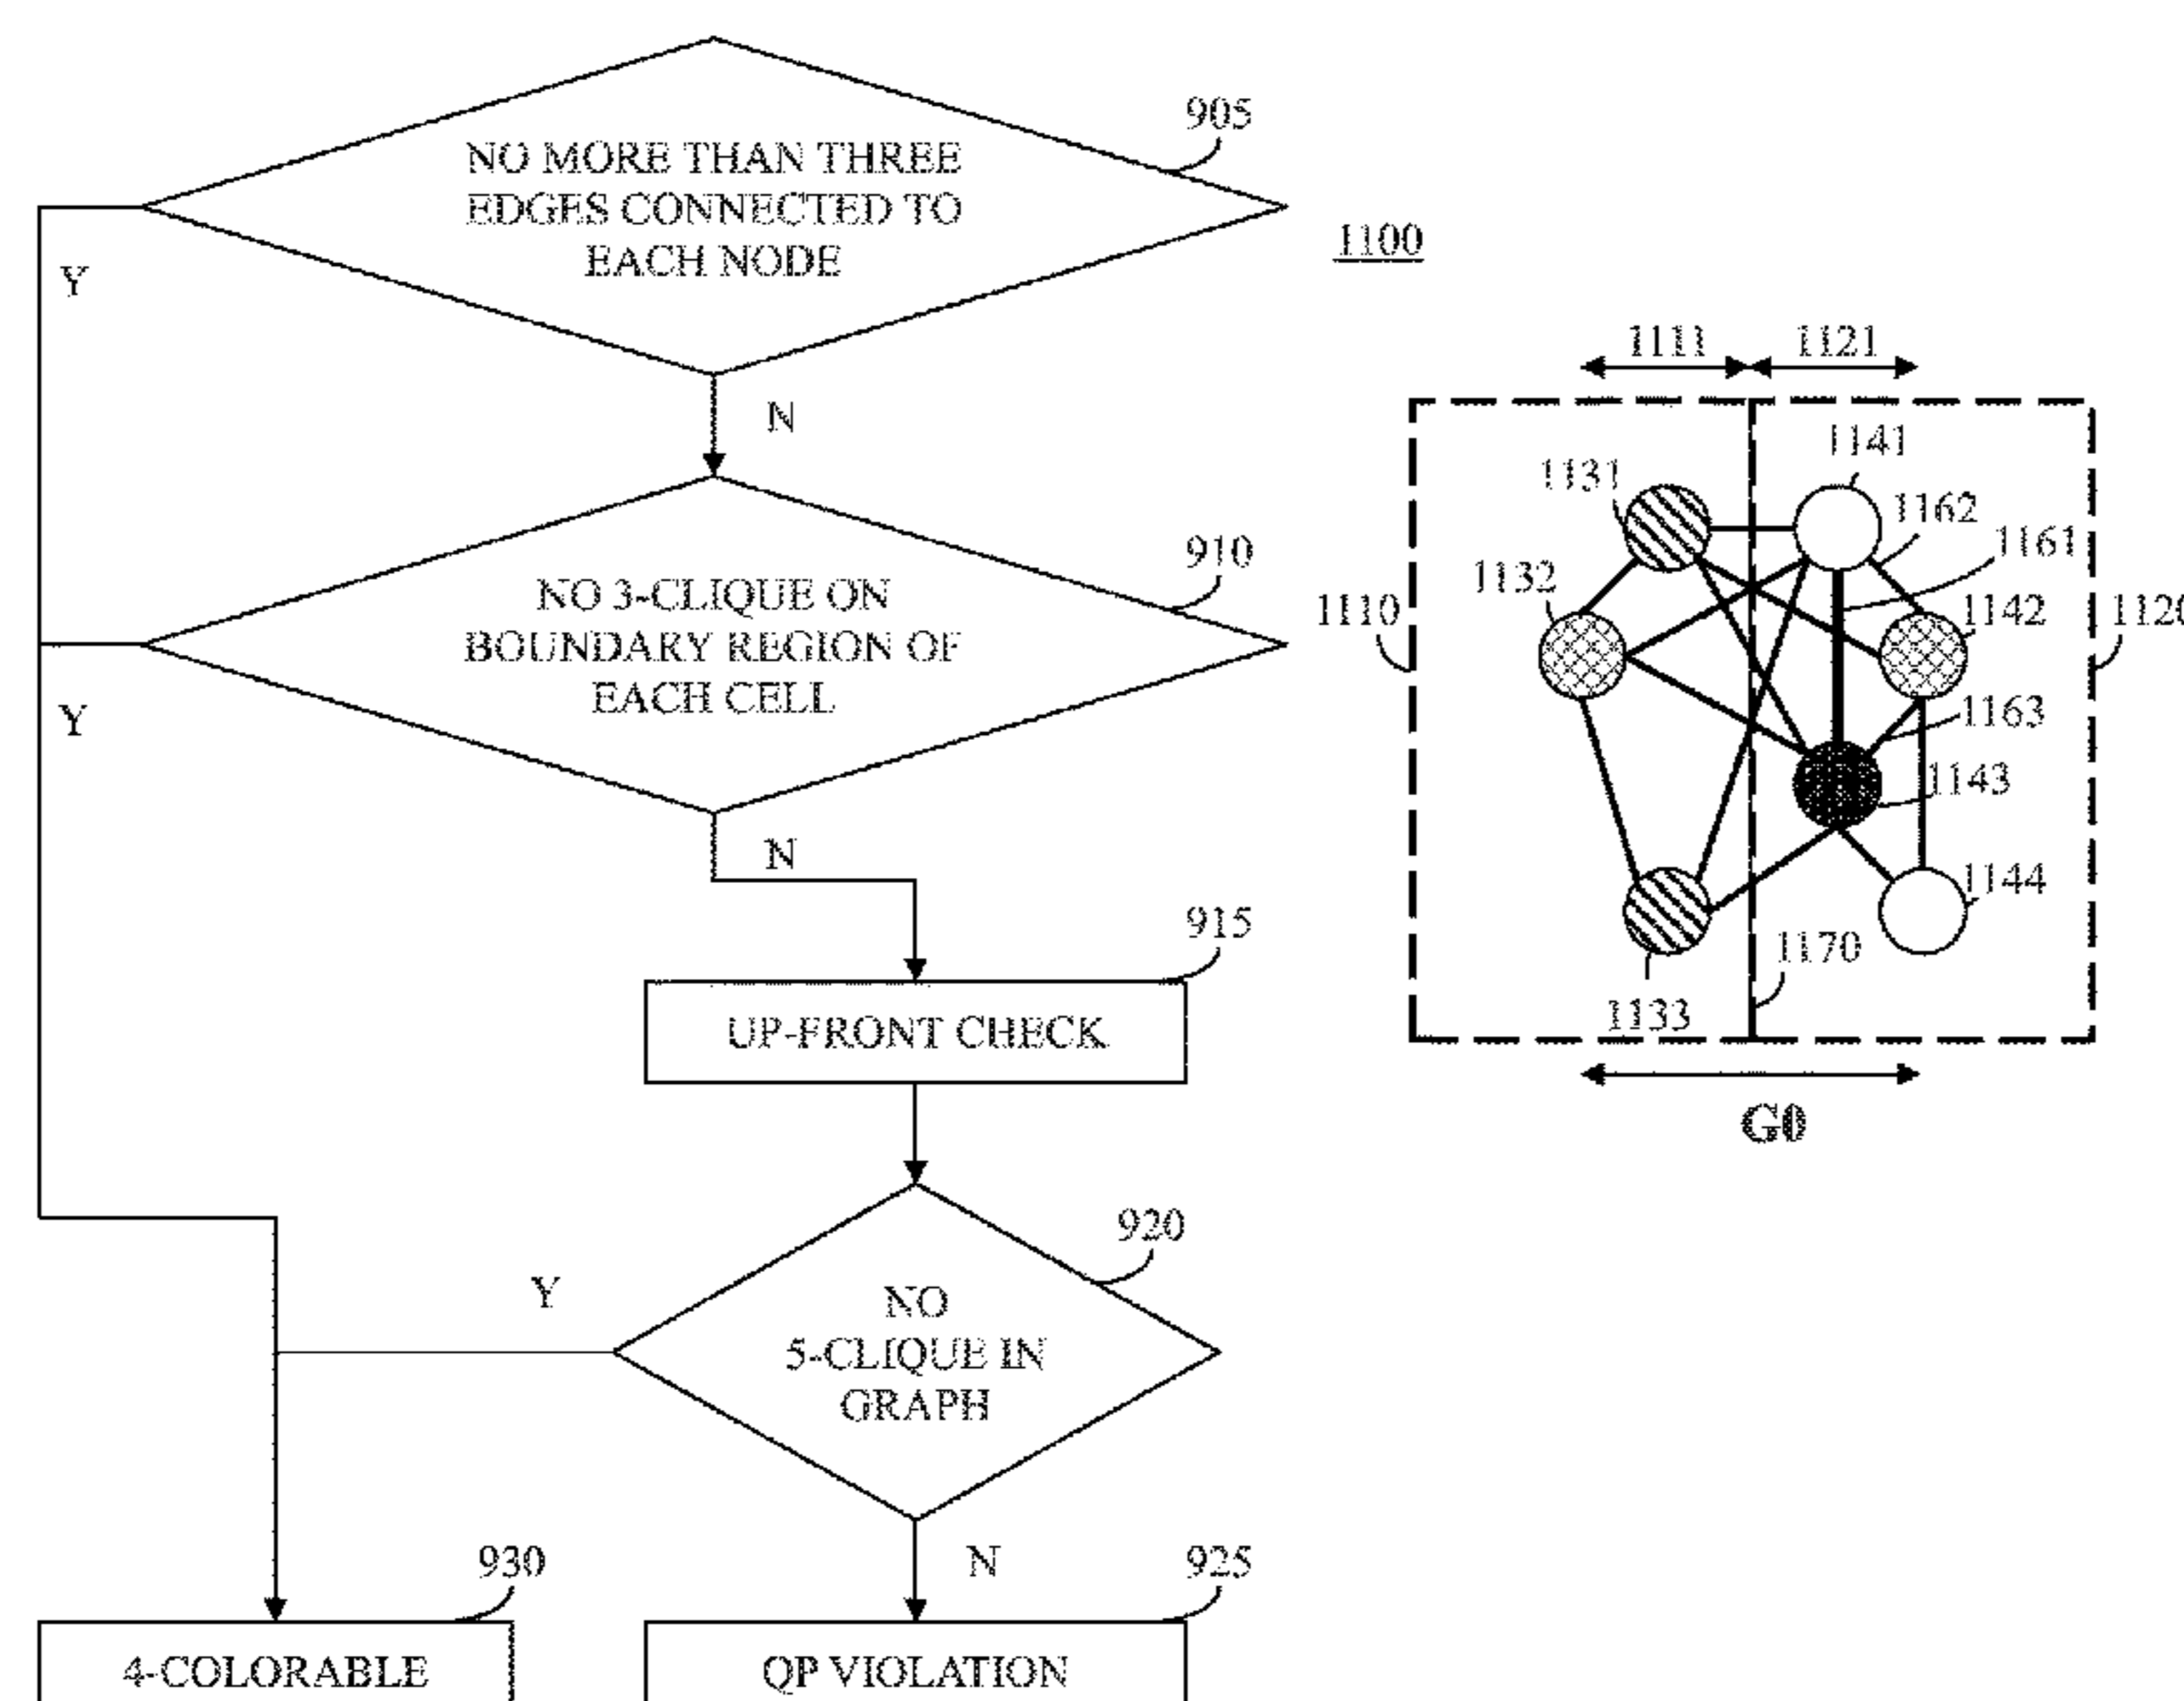 905
NO MORE THAN THREE
EDGES CONNECTED TO
EACH NODE
Y
N
910
NO 3-CLIQUE ON
BOUNDARY REGION OF
EACH CELL
Y
N
915
UP-FRONT CHECK
920
NO
5-CLIQUE IN
GRAPH
Y
N
930
925
4-COLORABLE
QP VIOLATION
1100
1111
1121
1141
1131
1162
1161
1132
1110
1142
1120
1163
1143
1144
1170
1133
G0